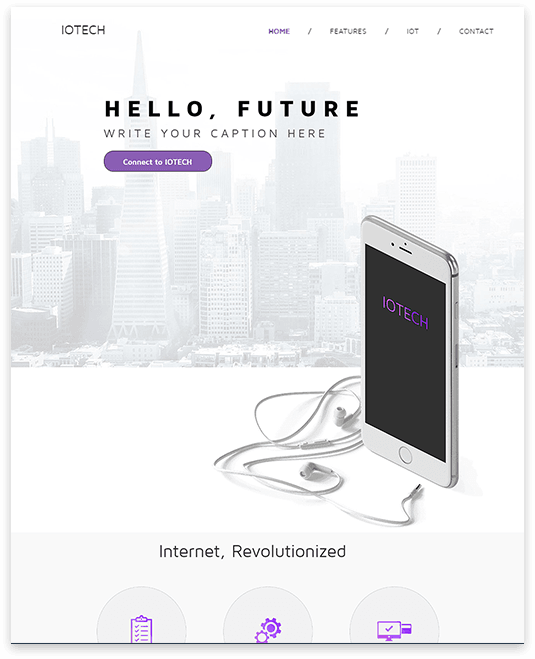 IOTECH
HOME / FEATURES / IOT / CONTACT
HELLO, FUTURE
WRITE YOUR CAPTION HERE
Connect to IOTECH
IOTECH
Internet, Revolutionized